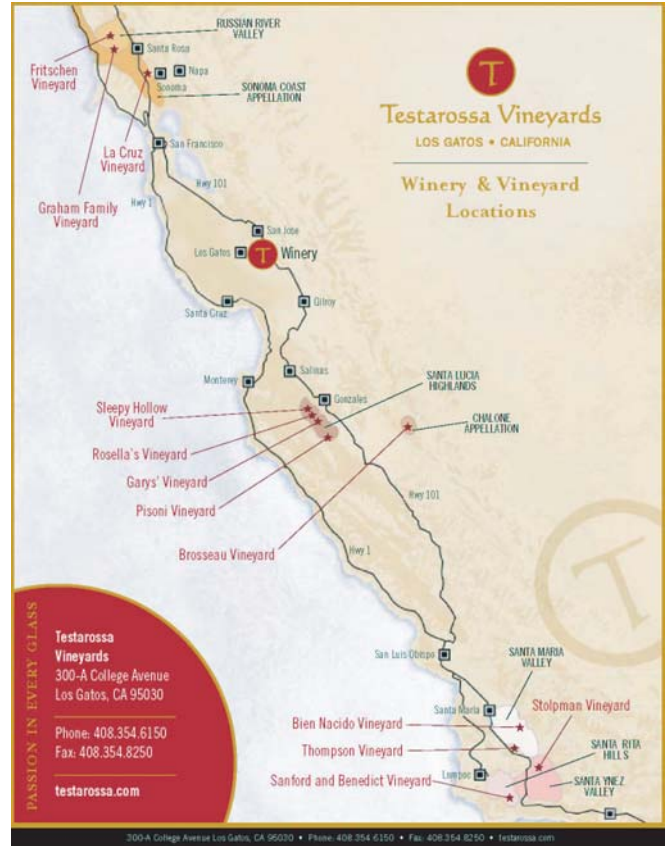 RUSSIAN RIVER
VALLEY
Santa Rosa
Fritschen
Vineyard
Napa
Sonoma
SONOMA COAST
APPELLATION
La Cruz
Vineyard
San Francisco
Graham Family
Vineyard
Hwy 1
Hwy 101
T
Testarossa Vineyards
LOS GATOS • CALIFORNIA
Winery & Vineyard
Locations
San Jose
Los Gatos
T
Winery
Santa Cruz
Gilroy
Monterey
Salinas
SANTA LUCIA
HIGHLANDS
Gonzales
CHALONE
APPELLATION
Sleepy Hollow
Vineyard
Rosella's Vineyard
Garys' Vineyard
Pisoni Vineyard
Brosseau Vineyard
Hwy 101
Hwy 1
T
San Luis Obispo
SANTA MARIA
VALLEY
Santa Maria
Stolpman Vineyard
Bien Nacido Vineyard
Thompson Vineyard
SANTA RITA
HILLS
Lompoc
Sanford and Benedict Vineyard
SANTA YNEZ
VALLEY
PASSION IN EVERY GLASS
Testarossa
Vineyards
300-A College Avenue
Los Gatos, CA 95030
Phone: 408.354.6150
Fax: 408.354.8250
testarossa.com
300-A College Avenue Los Gatos, CA 95030 • Phone: 408.354.6150 • Fax: 408.354.8250 • testarossa.com